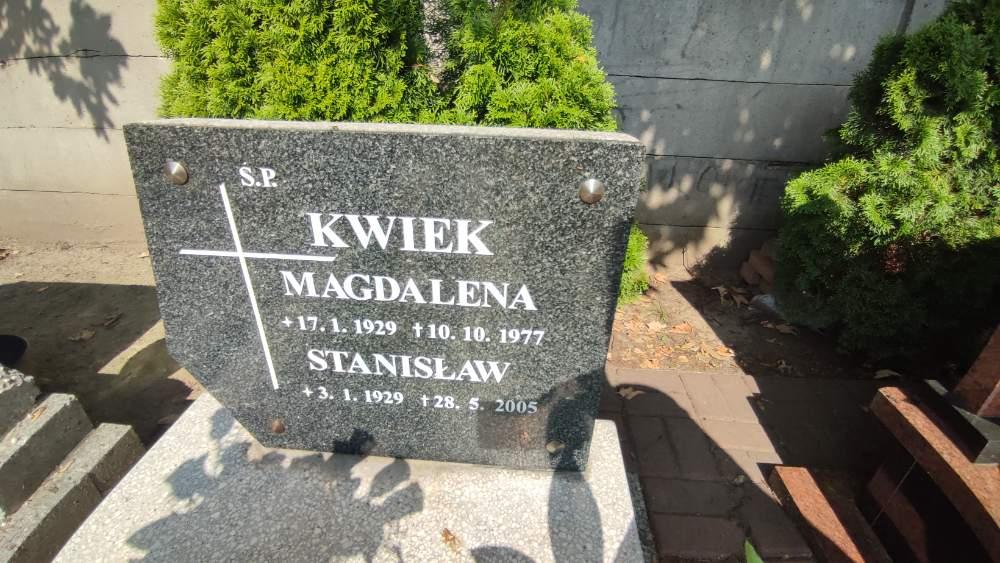 Ś.P.
KWIEK
MAGDALENA
+ 17. 1. 1929 † 10. 10. 1977
STANISŁAW
+ 3. 1. 1929 † 28. 5. 2005